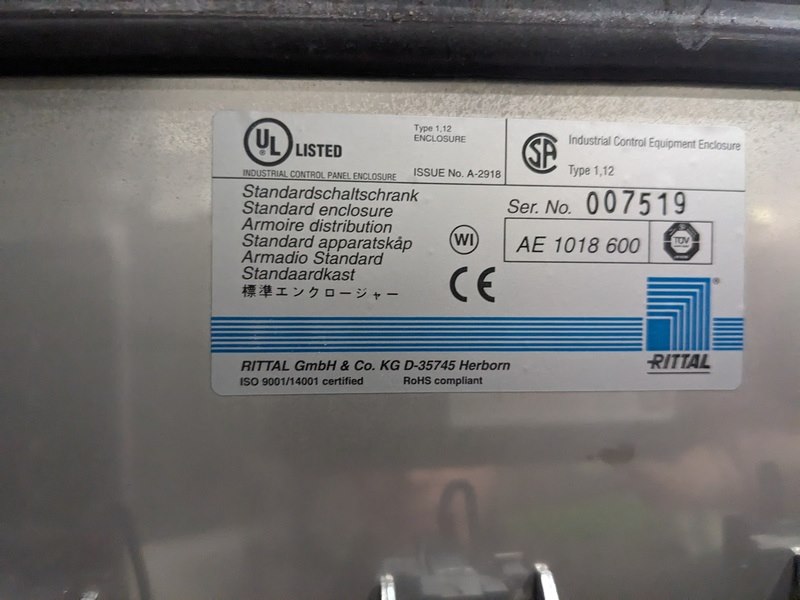 UL LISTED
Type 1,12
ENCLOSURE
INDUSTRIAL CONTROL PANEL ENCLOSURE
ISSUE No. A-2918
SA
Industrial Control Equipment Enclosure
Type 1,12
Standardschaltschrank
Standard enclosure
Armoire distribution
Standard apparatskåp
Armadio Standard
Standaardkast
標準エンクロージャー
WI
CE
Ser. No. 007519
AE 1018 600
TÜV
RITTAL
RITTAL GmbH & Co. KG D-35745 Herborn
ISO 9001/14001 certified RoHS compliant